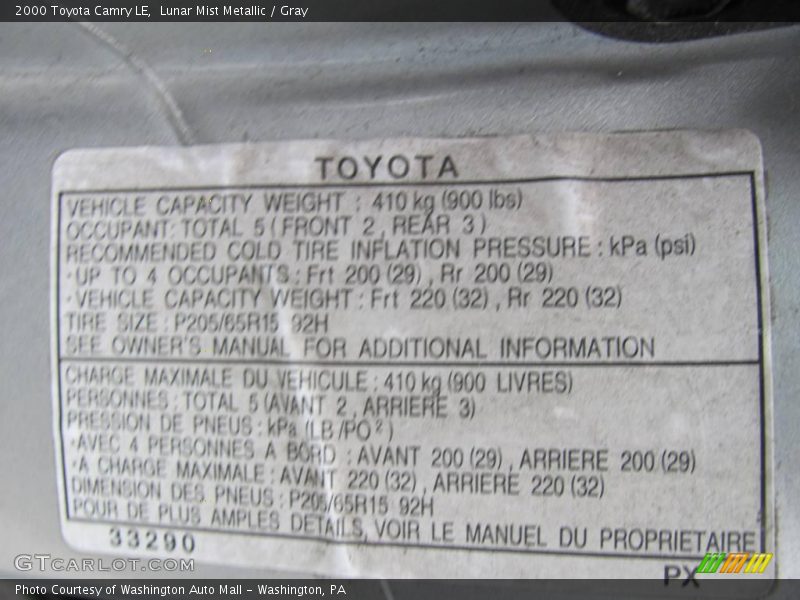 2000 Toyota Camry LE,  Lunar Mist Metallic / Gray
TOYOTA
VEHICLE CAPACITY WEIGHT : 410 kg (900 lbs)
OCCUPANT: TOTAL 5 (FRONT 2 , REAR 3)
RECOMMENDED COLD TIRE INFLATION PRESSURE : kPa (psi)
·UP TO 4 OCCUPANTS : Frt 200 (29) , Rr 200 (29)
·VEHICLE CAPACITY WEIGHT : Frt 220 (32) , Rr 220 (32)
TIRE SIZE : P205/65R15 92H
SEE OWNER'S MANUAL FOR ADDITIONAL INFORMATION
CHARGE MAXIMALE DU VEHICULE : 410 kg (900 LIVRES)
PERSONNES : TOTAL 5 (AVANT 2 , ARRIERE 3)
PRESSION DE PNEUS : kPa (LB/PO²)
·AVEC 4 PERSONNES A BORD : AVANT 200 (29) , ARRIERE 200 (29)
·A CHARGE MAXIMALE : AVANT 220 (32) , ARRIERE 220 (32)
DIMENSION DES PNEUS : P205/65R15 92H
POUR DE PLUS AMPLES DETAILS, VOIR LE MANUEL DU PROPRIETAIRE
33290
PX
GTCARLOT.COM
Photo Courtesy of Washington Auto Mall - Washington, PA